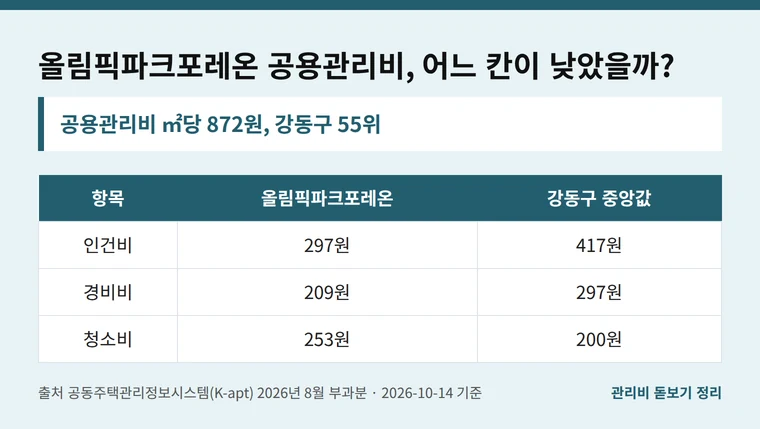 올림픽파크포레온 공용관리비, 어느 칸이 낮았을까?
공용관리비 ㎡당 872원, 강동구 55위
항목 올림픽파크포레온 강동구 중앙값
인건비 297원 417원
경비비 209원 297원
청소비 253원 200원
출처 공동주택관리정보시스템(K-apt) 2026년 8월 부과분 · 2026-10-14 기준 관리비 돋보기 정리